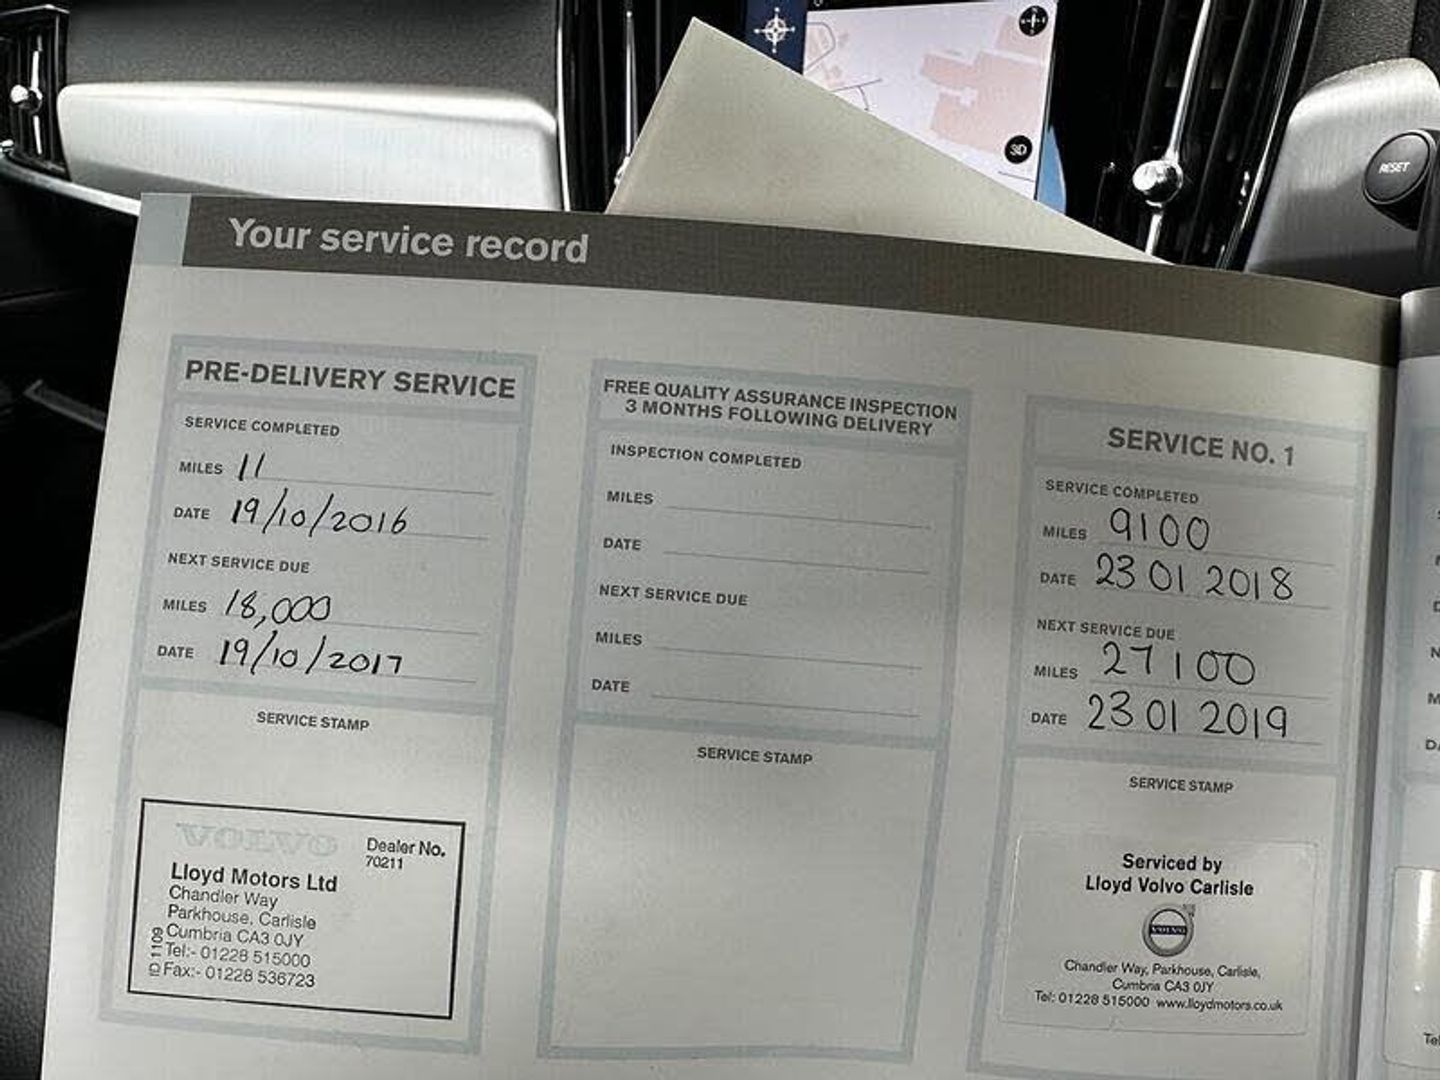 3D
RESET
Your service record
PRE-DELIVERY SERVICE
SERVICE COMPLETED
MILES 11
DATE 19/10/2016
NEXT SERVICE DUE
MILES 18,000
DATE 19/10/2017
SERVICE STAMP
VOLVO
Dealer No.
70211
Lloyd Motors Ltd
Chandler Way
Parkhouse, Carlisle
Cumbria CA3 0JY
Tel:- 01228 515000
Fax:- 01228 536723
ID 1109
FREE QUALITY ASSURANCE INSPECTION
3 MONTHS FOLLOWING DELIVERY
INSPECTION COMPLETED
MILES
DATE
NEXT SERVICE DUE
MILES
DATE
SERVICE STAMP
SERVICE NO. 1
SERVICE COMPLETED
MILES 9100
DATE 23 01 2018
NEXT SERVICE DUE
MILES 27100
DATE 23 01 2019
SERVICE STAMP
Serviced by
Lloyd Volvo Carlisle
VOLVO
Chandler Way, Parkhouse, Carlisle,
Cumbria CA3 0JY
Tel: 01228 515000 www.lloydmotors.co.uk